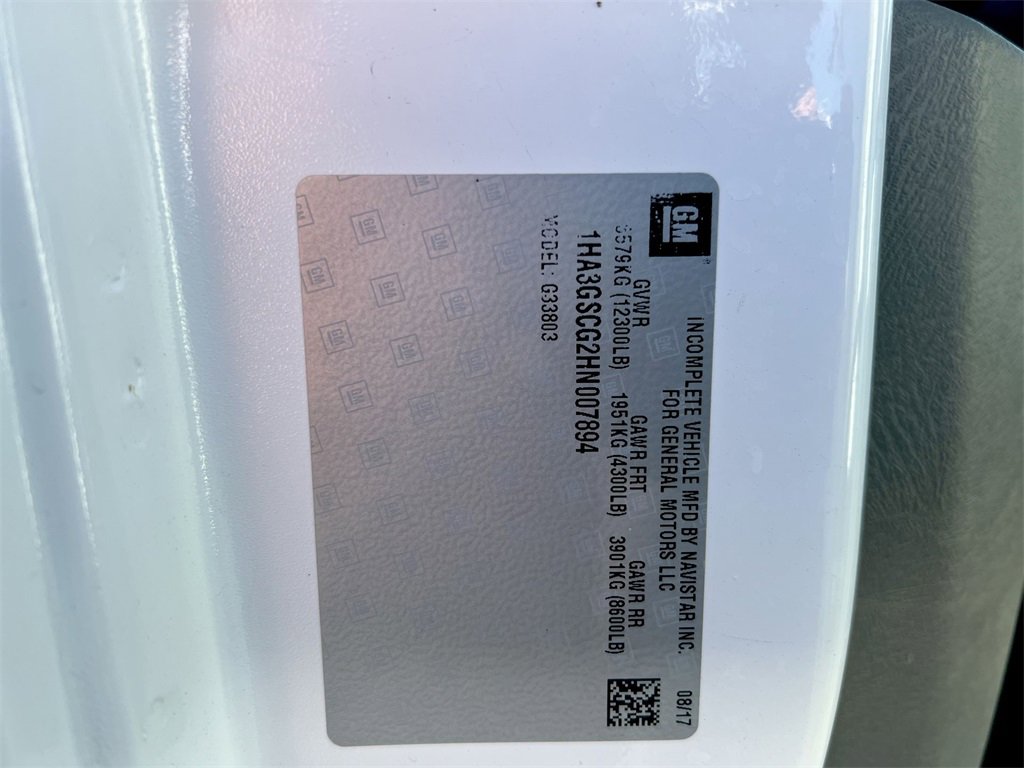 GM
INCOMPLETE VEHICLE MFD BY NAVISTAR INC. 08/17
FOR GENERAL MOTORS LLC
GVWR GAWR FRT GAWR RR
5579KG (12300LB) 1951KG (4300LB) 3901KG (8600LB)
1HA3GSCG2HN007894
MODEL: G33803